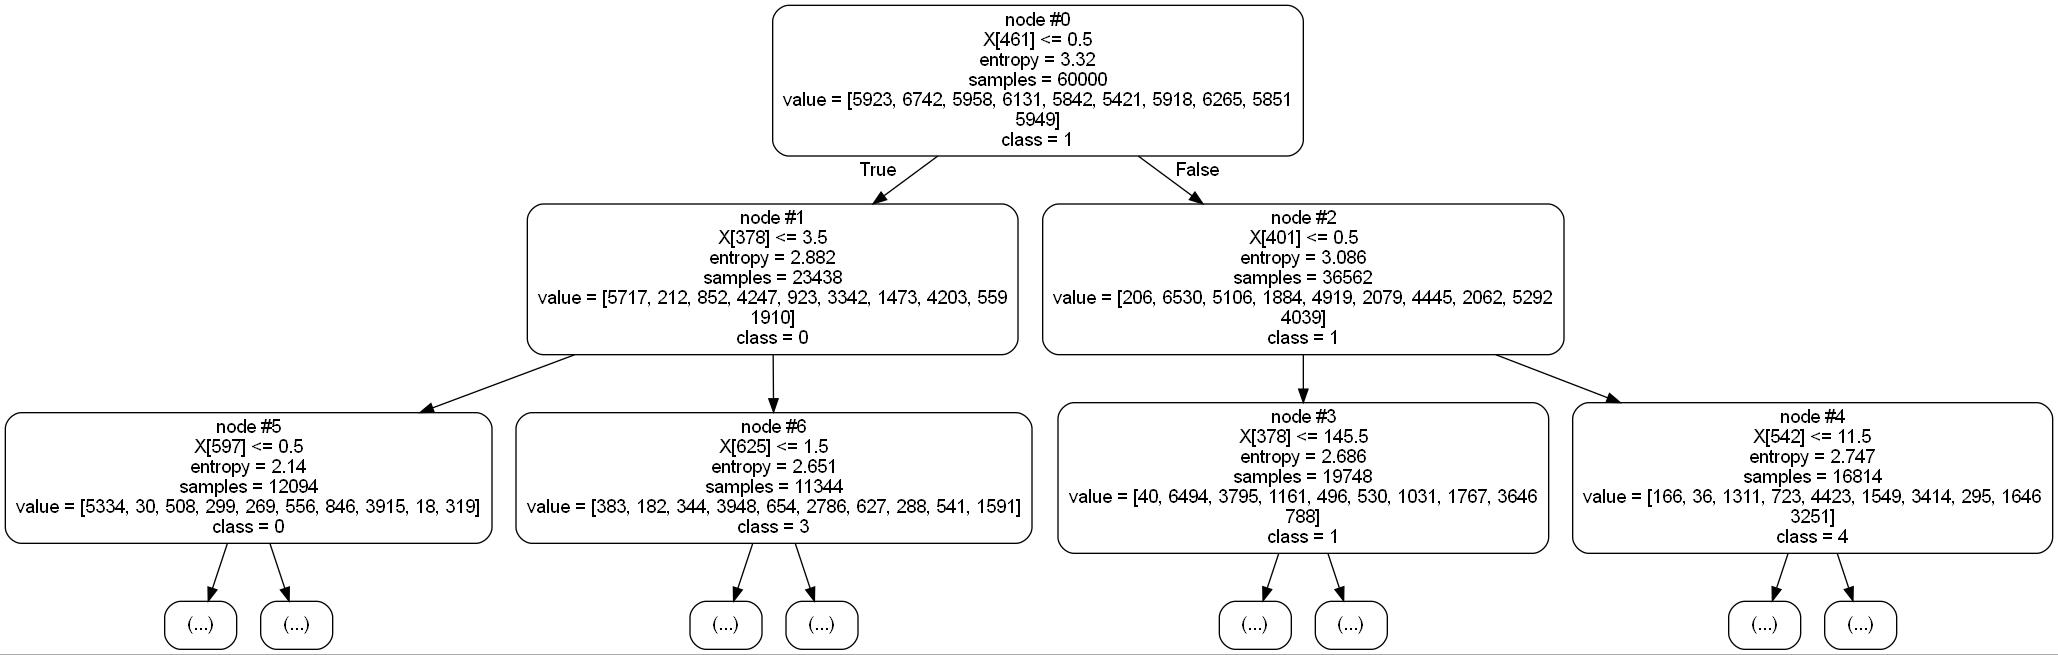 node #0
X[461] <= 0.5
entropy = 3.32
samples = 60000
value = [5923, 6742, 5958, 6131, 5842, 5421, 5918, 6265, 5851
5949]
class = 1
True
False
node #1
X[378] <= 3.5
entropy = 2.882
samples = 23438
value = [5717, 212, 852, 4247, 923, 3342, 1473, 4203, 559
1910]
class = 0
node #2
X[401] <= 0.5
entropy = 3.086
samples = 36562
value = [206, 6530, 5106, 1884, 4919, 2079, 4445, 2062, 5292
4039]
class = 1
node #5
X[597] <= 0.5
entropy = 2.14
samples = 12094
value = [5334, 30, 508, 299, 269, 556, 846, 3915, 18, 319]
class = 0
node #6
X[625] <= 1.5
entropy = 2.651
samples = 11344
value = [383, 182, 344, 3948, 654, 2786, 627, 288, 541, 1591]
class = 3
node #3
X[378] <= 145.5
entropy = 2.686
samples = 19748
value = [40, 6494, 3795, 1161, 496, 530, 1031, 1767, 3646
788]
class = 1
node #4
X[542] <= 11.5
entropy = 2.747
samples = 16814
value = [166, 36, 1311, 723, 4423, 1549, 3414, 295, 1646
3251]
class = 4
(...)
(...)
(...)
(...)
(...)
(...)
(...)
(...)